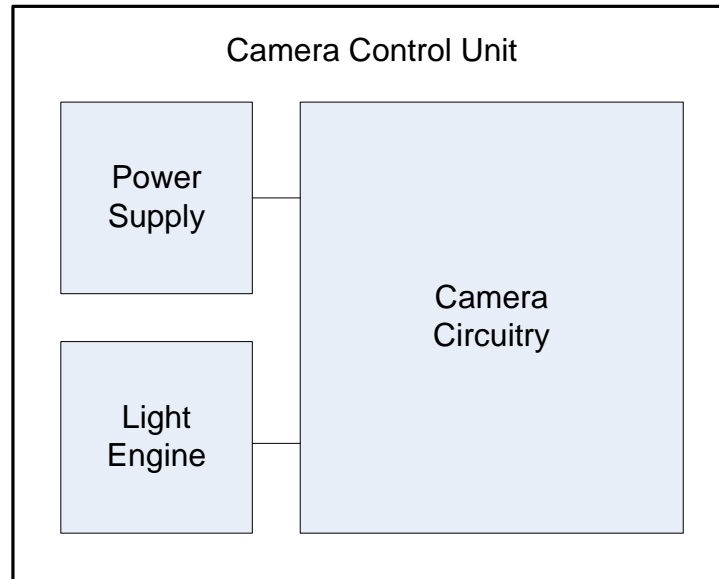 Camera Control Unit
Power
Supply
Camera
Circuitry
Light
Engine